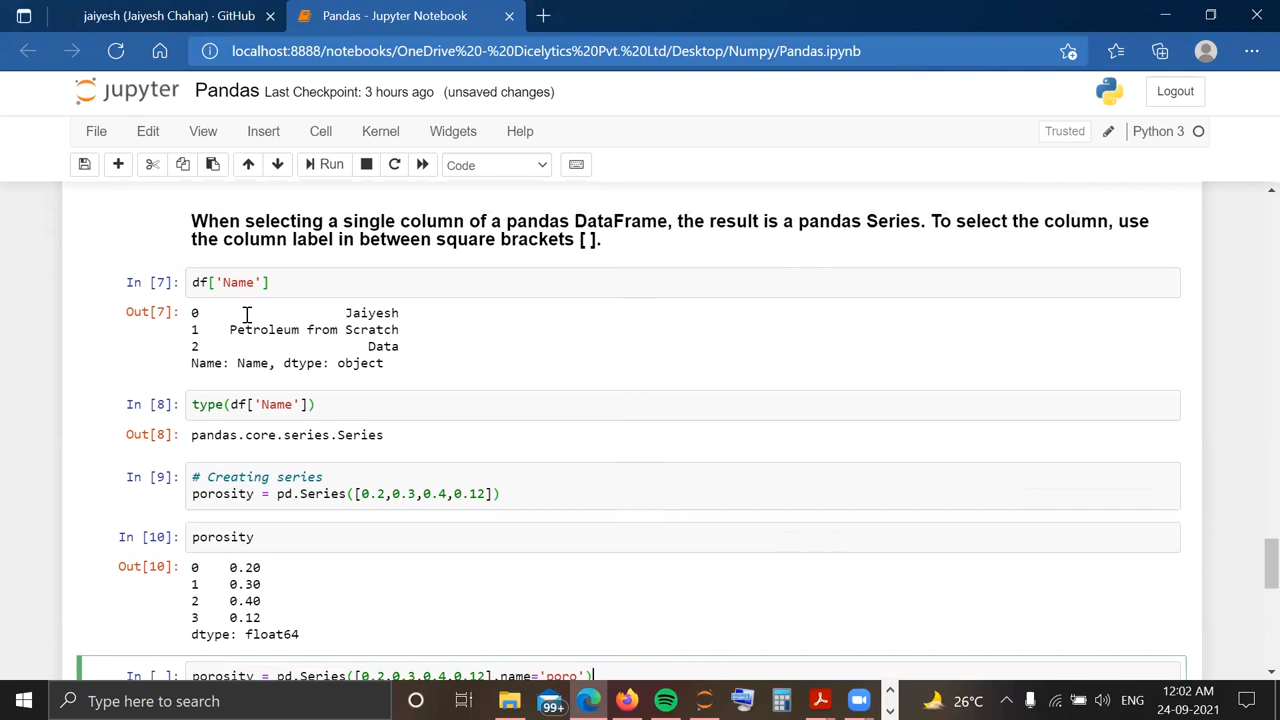 jaiyesh (Jaiyesh Chahar) · GitHub
Pandas - Jupyter Notebook
localhost:8888/notebooks/OneDrive%20-%20Dicelytics%20Pvt.%20Ltd/Desktop/Numpy/Pandas.ipynb
jupyter Pandas Last Checkpoint: 3 hours ago (unsaved changes) Logout
File Edit View Insert Cell Kernel Widgets Help Trusted Python 3
Run Code
When selecting a single column of a pandas DataFrame, the result is a pandas Series. To select the column, use
the column label in between square brackets [ ].
In [7]: df['Name']
Out[7]: 0 Jaiyesh
1 Petroleum from Scratch
2 Data
Name: Name, dtype: object
In [8]: type(df['Name'])
Out[8]: pandas.core.series.Series
In [9]: # Creating series
porosity = pd.Series([0.2,0.3,0.4,0.12])
In [10]: porosity
Out[10]: 0 0.20
1 0.30
2 0.40
3 0.12
dtype: float64
In [ ]: porosity = pd.Series([0.2,0.3,0.4,0.12],name='poro')
Type here to search 99+ 26°C ENG 12:02 AM
24-09-2021